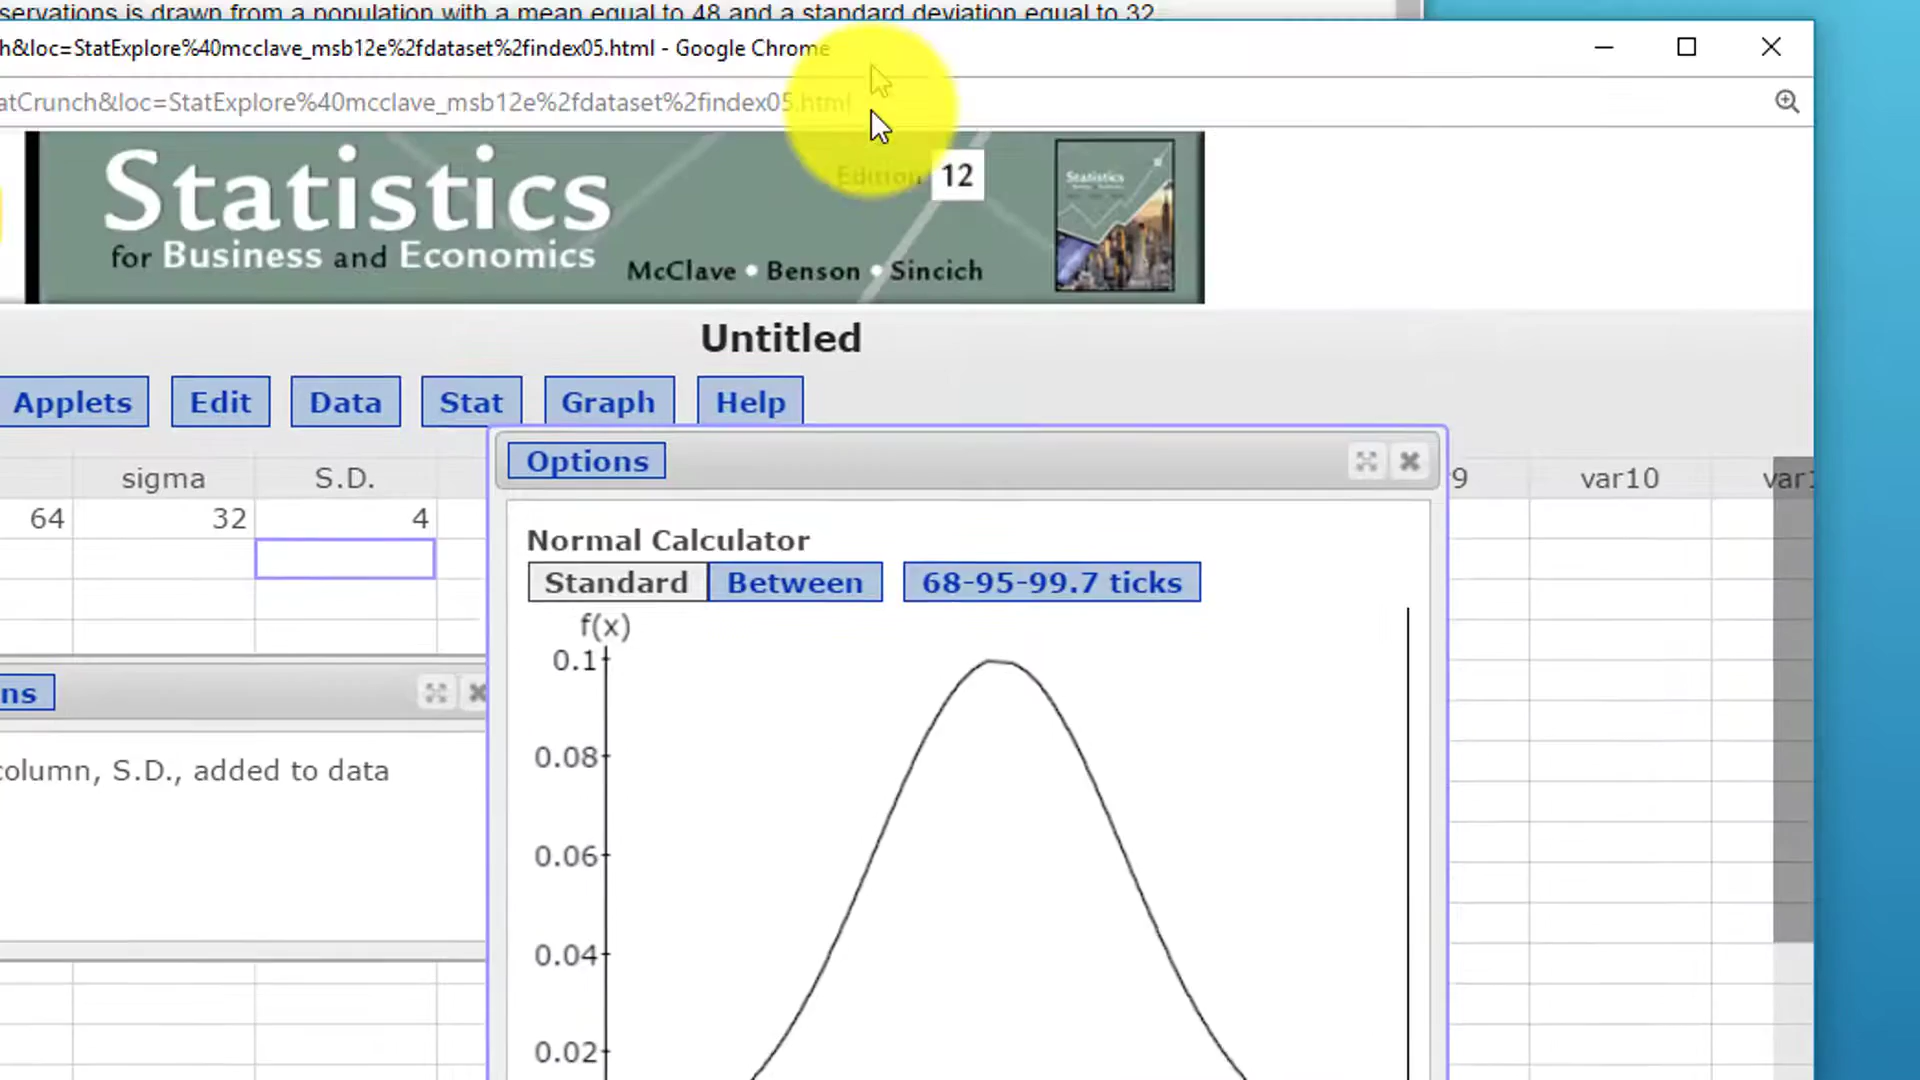 servations is drawn from a population with a mean equal to 48 and a standard deviation equal to 32
h&loc=StatExplore%40mcclave_msb12e%2fdataset%2findex05.html - Google Chrome
atCrunch&loc=StatExplore%40mcclave_msb12e%2fdataset%2findex05.html
Statistics
for Business and Economics
Edition 12
McClave • Benson • Sincich
Statistics
Untitled
Applets Edit Data Stat Graph Help
Options
sigma S.D. 9 var10 var1
64 32 4
Normal Calculator
Standard Between 68-95-99.7 ticks
f(x)
0.1
ns
0.08
column, S.D., added to data
0.06
0.04
0.02